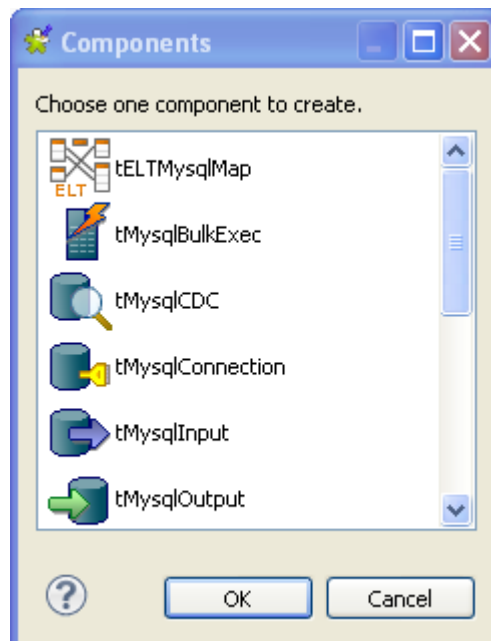 Components
Choose one component to create.
ELT
tELTMysqlMap
tMysqlBulkExec
tMysqlCDC
tMysqlConnection
tMysqlInput
tMysqlOutput
?
OK
Cancel